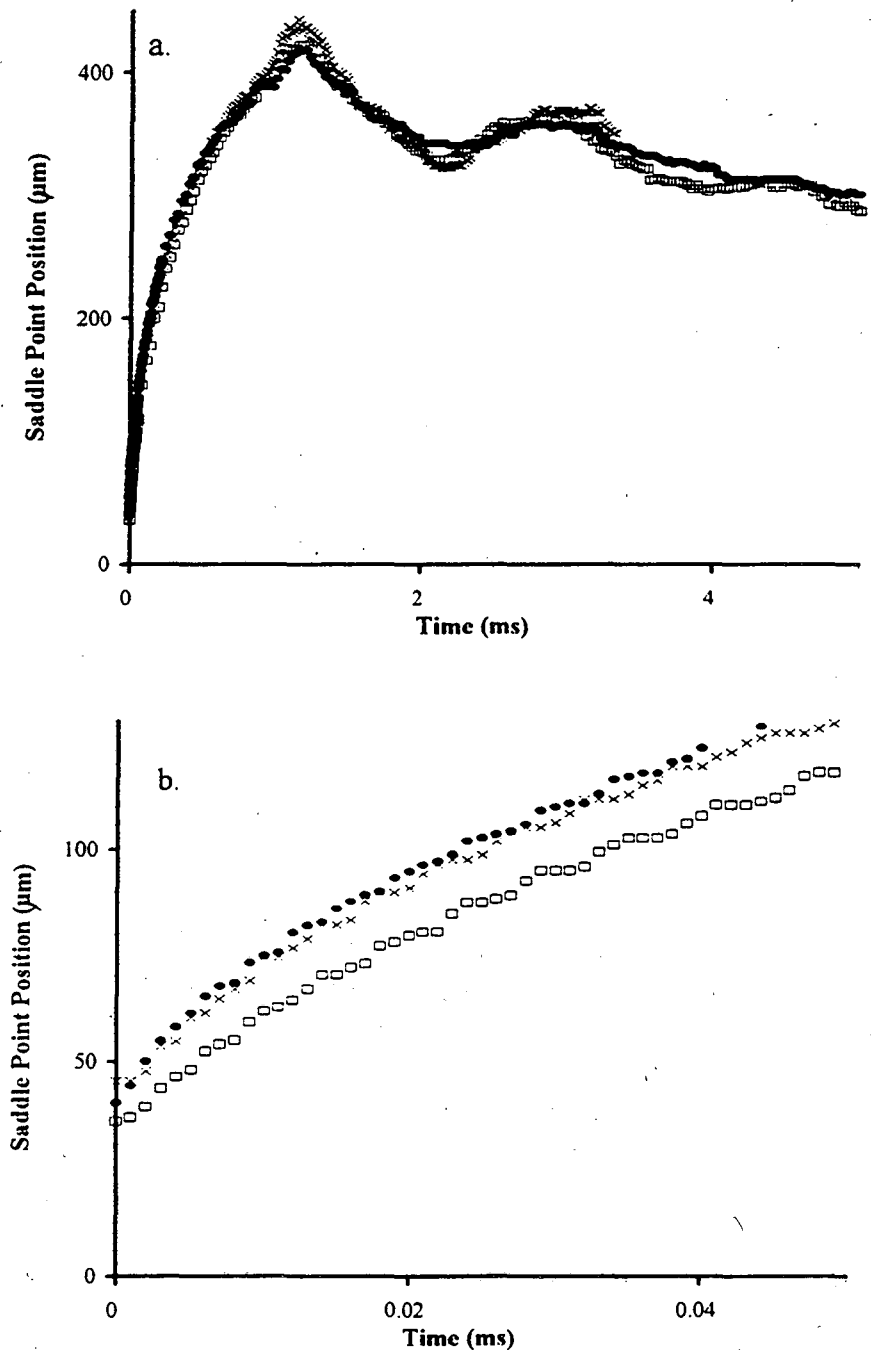 a.
400
200
0
Saddle Point Position (µm)
0
2
4
Time (ms)
b.
100
50
0
Saddle Point Position (µm)
0
0.02
0.04
Time (ms)